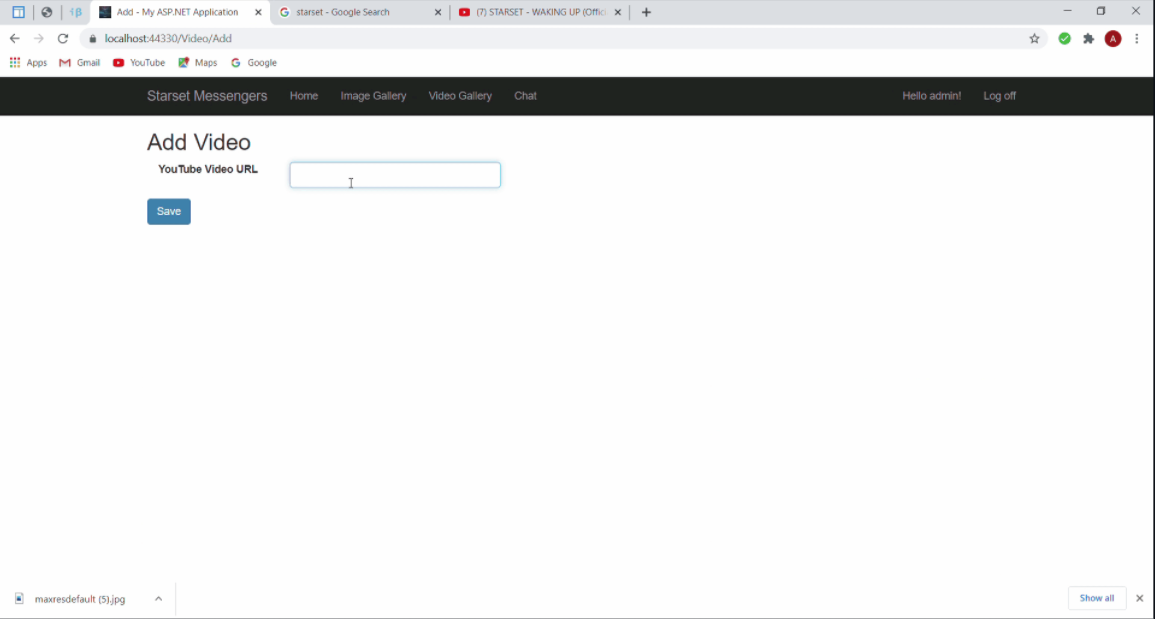 Add - My ASP.NET Application
starset - Google Search
(7) STARSET - WAKING UP (Offici
localhost:44330/Video/Add
A
Apps Gmail YouTube Maps Google
Starset Messengers Home Image Gallery Video Gallery Chat Hello admin! Log off
Add Video
YouTube Video URL
Save
maxresdefault (5).jpg
Show all